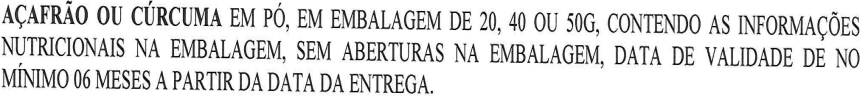 AÇAFRÃO OU CÚRCUMA EM PÓ, EM EMBALAGEM DE 20, 40 OU 50G, CONTENDO AS INFORMAÇÕES
NUTRICIONAIS NA EMBALAGEM, SEM ABERTURAS NA EMBALAGEM, DATA DE VALIDADE DE NO
MÍNIMO 06 MESES A PARTIR DA DATA DA ENTREGA.